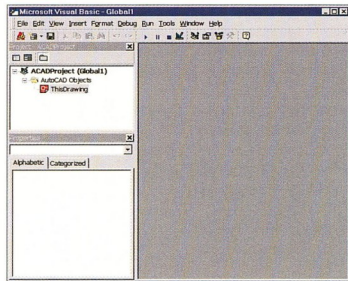 Microsoft Visual Basic - Global1
File Edit View Insert Format Debug Run Tools Window Help
Project - ACADProject
ACADProject (Global1)
AutoCAD Objects
ThisDrawing
Properties
Alphabetic Categorized